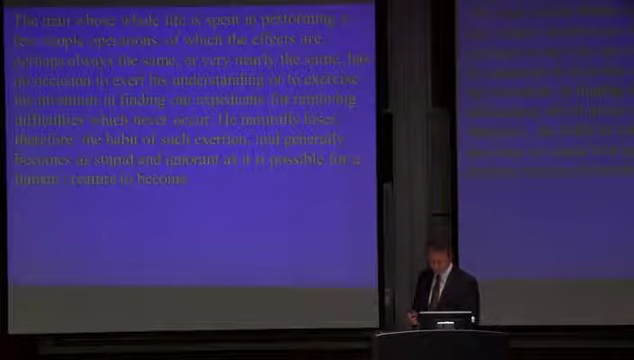 The man whose whole life is spent in performing a
few simple operations, of which the effects are
perhaps always the same, or very nearly the same, has
no occasion to exert his understanding or to exercise
his invention in finding out expedients for removing
difficulties which never occur. He naturally loses,
therefore, the habit of such exertion, and generally
becomes as stupid and ignorant as it is possible for a
human creature to become